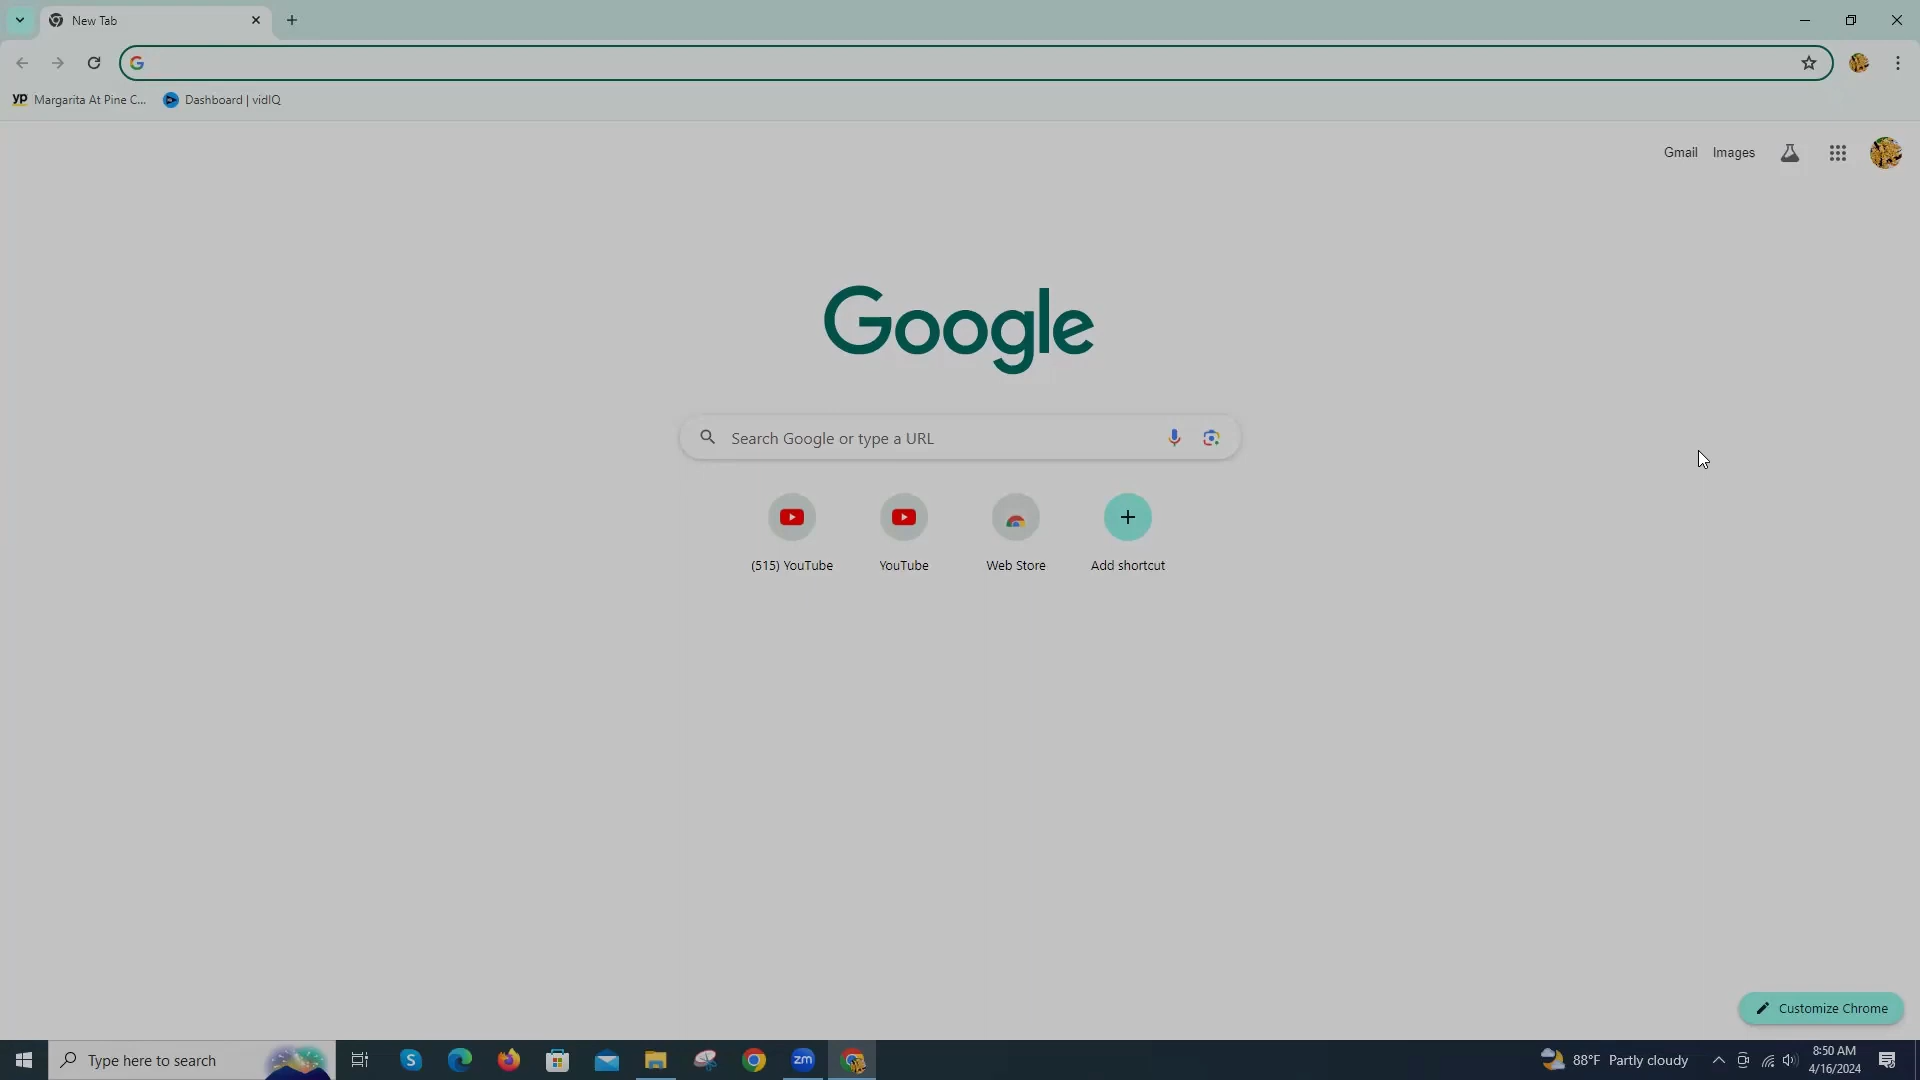 New Tab
Margarita At Pine C...
Dashboard | vidIQ
Gmail
Images
Google
Search Google or type a URL
(515) YouTube
YouTube
Web Store
Add shortcut
Customize Chrome
Type here to search
zm
88°F Partly cloudy
8:50 AM
4/16/2024